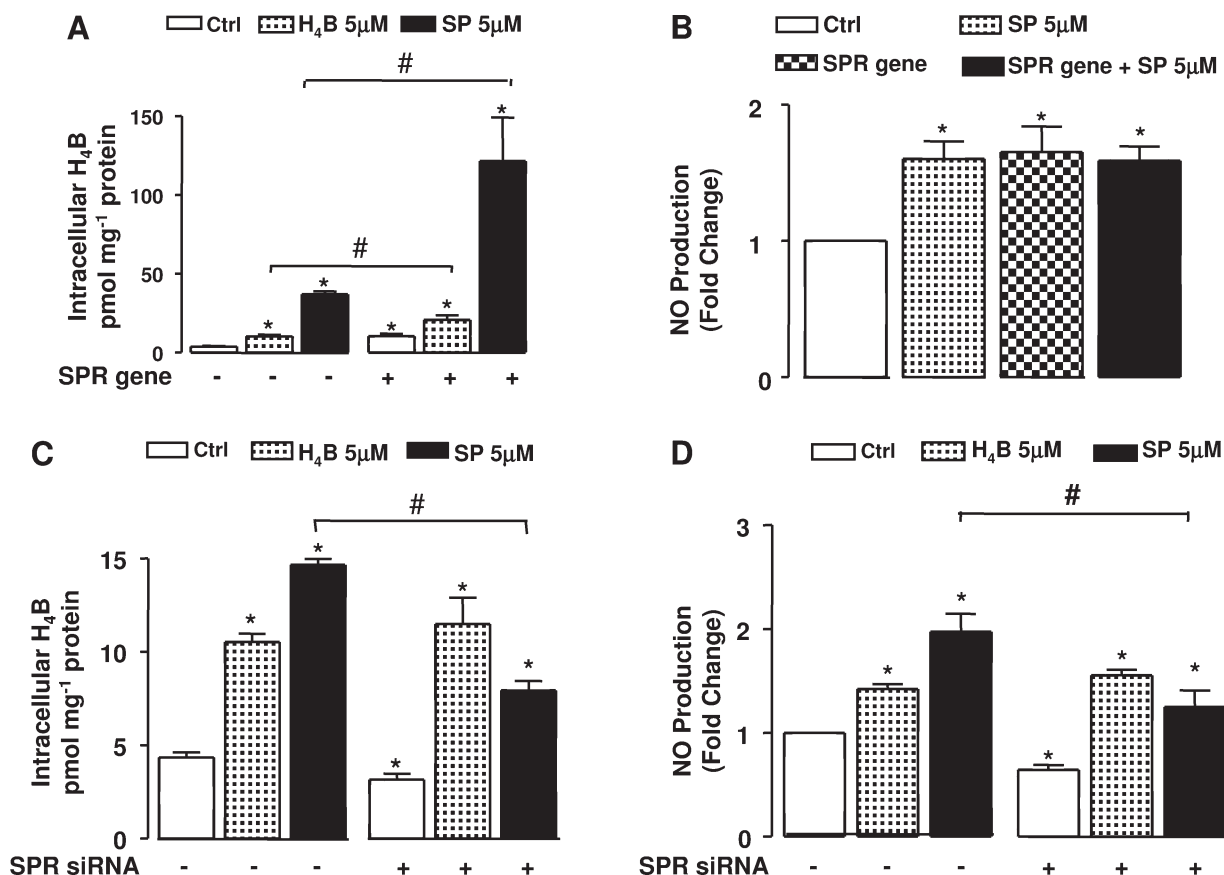 A
Ctrl H₄B 5μM SP 5μM
#
#
Intracellular H₄B
pmol mg⁻¹ protein
150
100
50
0
* * * * *
*
SPR gene - - - + + +
B
Ctrl SP 5μM
SPR gene SPR gene + SP 5μM
NO Production
(Fold Change)
2
1
0
* * *
C
Ctrl H₄B 5μM SP 5μM
#
Intracellular H₄B
pmol mg⁻¹ protein
15
10
5
0
* * * * *
SPR siRNA - - - + + +
D
Ctrl H₄B 5μM SP 5μM
#
NO Production
(Fold Change)
3
2
1
0
* * * * *
SPR siRNA - - - + + +